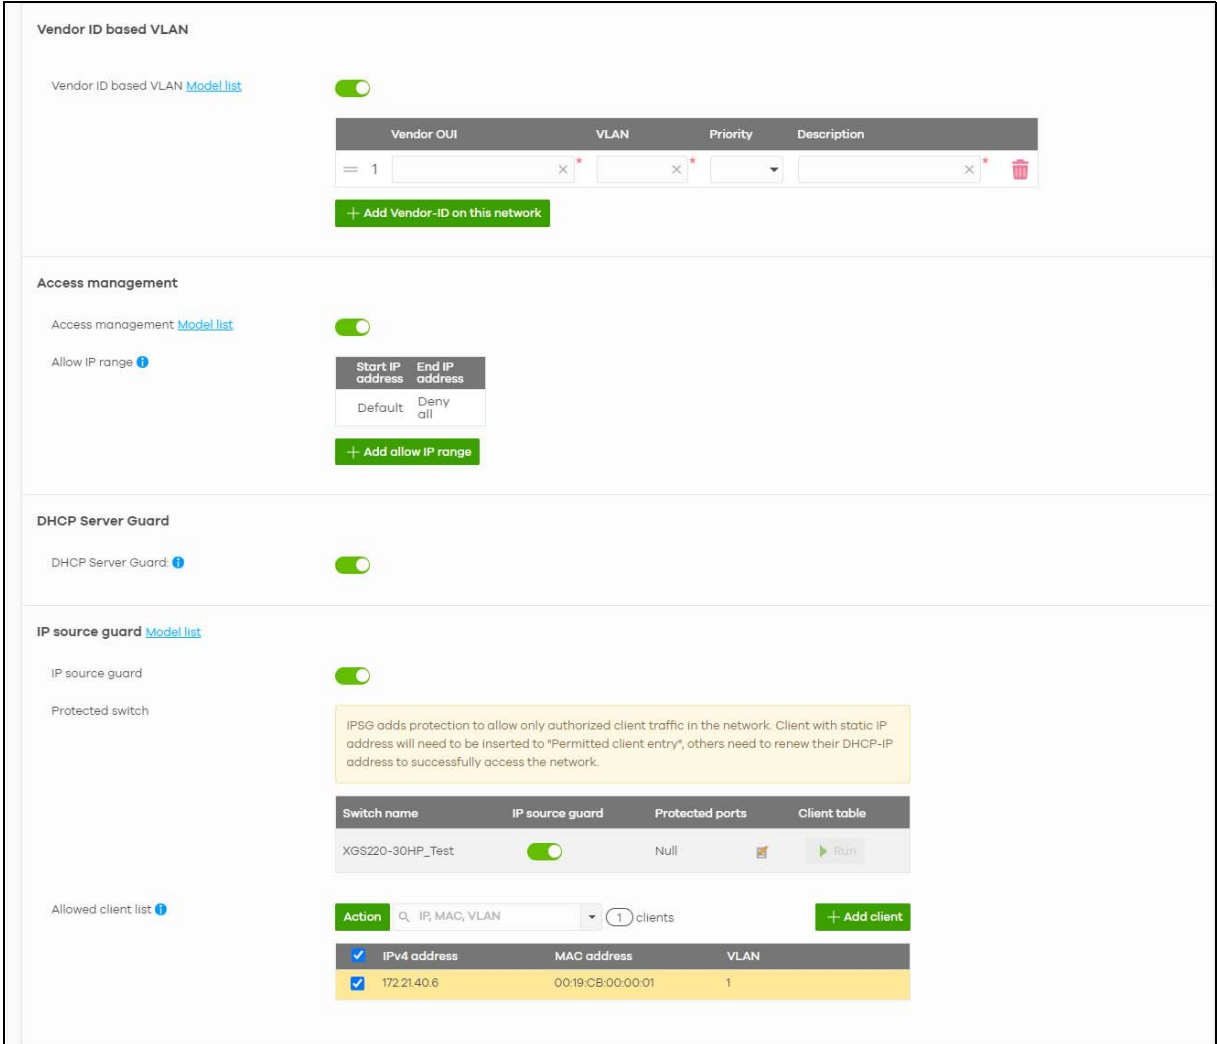 Vendor ID based VLAN
Vendor ID based VLAN Model list
Vendor OUI VLAN Priority Description
1 * * *
Add Vendor-ID on this network
Access management
Access management Model list
Allow IP range
Start IP address End IP address
Default Deny all
Add allow IP range
DHCP Server Guard
DHCP Server Guard:
IP source guard Model list
IP source guard
Protected switch
IPSG adds protection to allow only authorized client traffic in the network. Client with static IP
address will need to be inserted to "Permitted client entry", others need to renew their DHCP-IP
address to successfully access the network.
Switch name IP source guard Protected ports Client table
XGS220-30HP_Test Null Run
Allowed client list
Action IP, MAC, VLAN 1 clients Add client
IPv4 address MAC address VLAN
172.21.40.6 00:19:CB:00:00:01 1